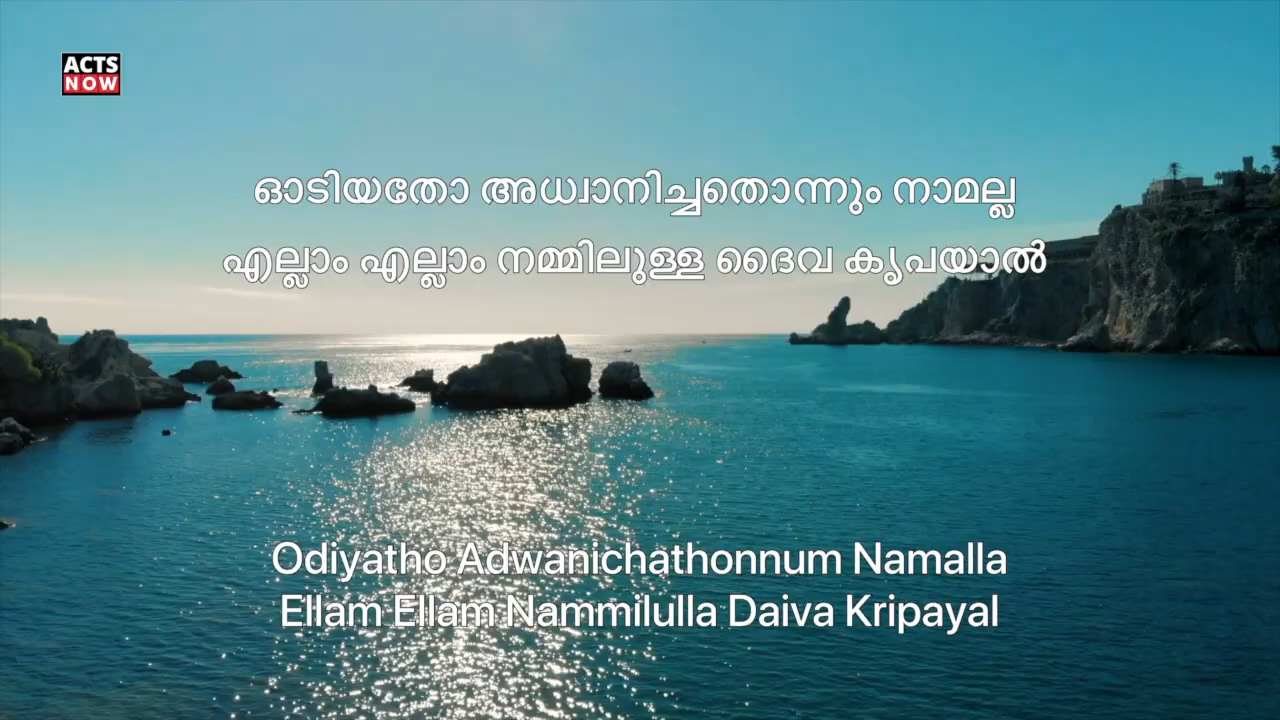 ACTS
NOW
ഓടിയതോ അധ്വാനിച്ചതൊന്നും നാമല്ല
എല്ലാം എല്ലാം നമ്മിലുള്ള ദൈവ കൃപയാൽ
Odiyatho Adwanichathonnum Namalla
Ellam Ellam Nammilulla Daiva Kripayal